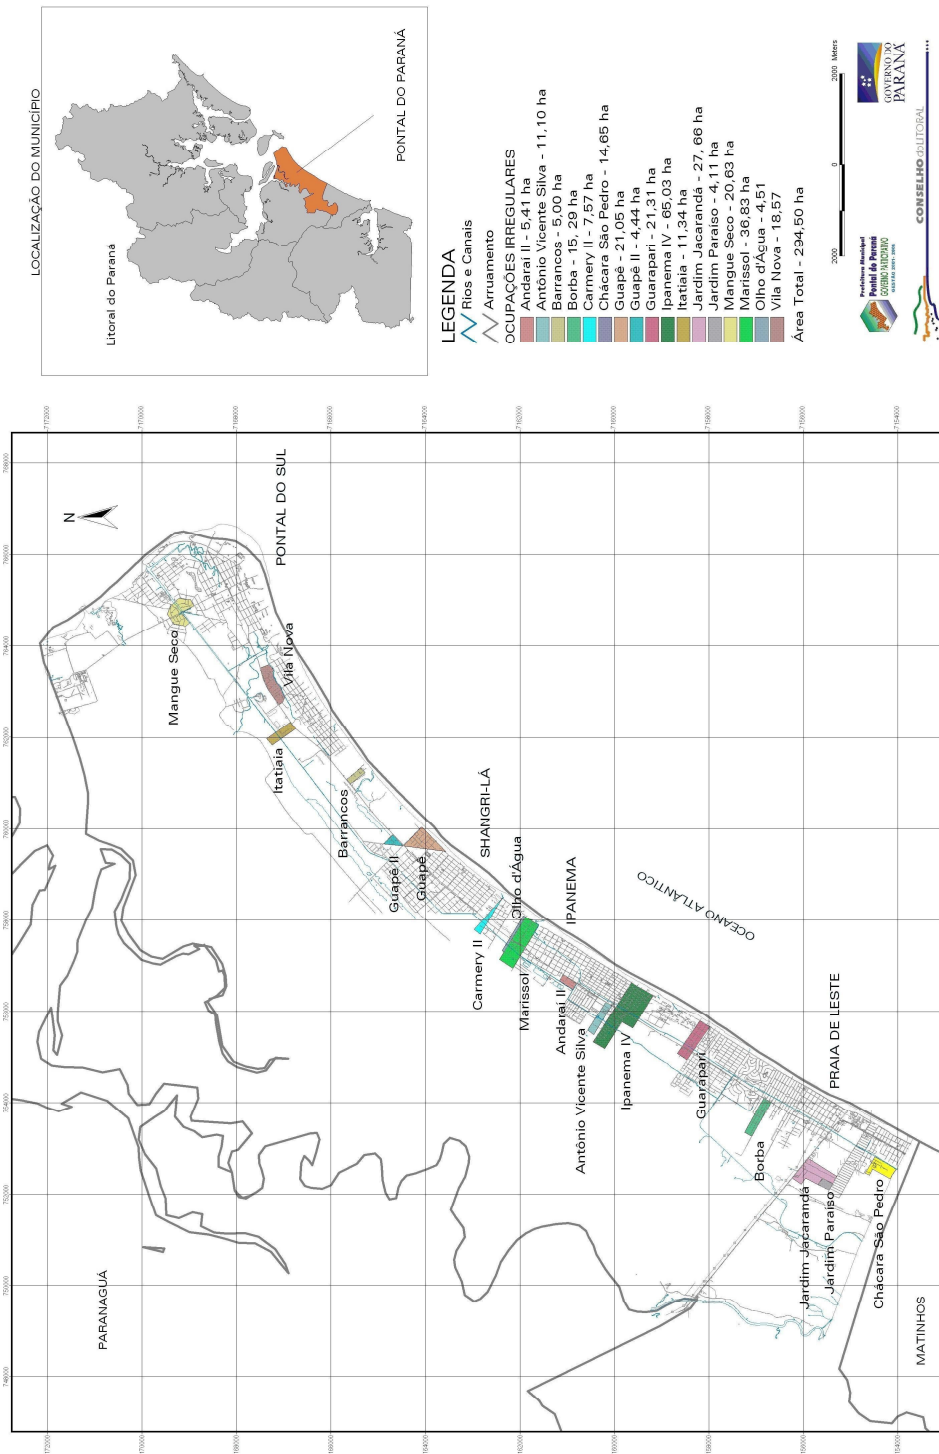 LOCALIZAÇÃO DO MUNICÍPIO
Litoral do Paraná
PONTAL DO PARANÁ
LEGENDA
Rios e Canais
Arruamento
OCUPAÇÕES IRREGULARES
Andaraí II - 5,41 ha
Antônio Vicente Silva - 11,10 ha
Barrancos - 5,00 ha
Borba - 15, 29 ha
Carmery II - 7,57 ha
Chácara São Pedro - 14,65 ha
Guapê - 21,05 ha
Guapê II - 4,44 ha
Guarapari - 21,31 ha
Ipanema IV - 65,03 ha
Itatiaia - 11,34 ha
Jardim Jacarandá - 27, 66 ha
Jardim Paraíso - 4,11 ha
Mangue Seco - 20,63 ha
Marissol - 36,83 ha
Olho d'Água - 4,51
Vila Nova - 18,57
Área Total - 294,50 ha
2000 0 2000 Meters
Prefeitura Municipal
Pontal do Paraná
GOVERNO PARTICIPATIVO
GOVERNO DO
PARANÁ
CONSELHO do LITORAL
N
PONTAL DO SUL
Mangue Seco
Vila Nova
Itatiaia
Barrancos
Guapê II
Guapê
SHANGRI-LÁ
Olho d'Água
Carmery II
IPANEMA
OCEANO ATLÂNTICO
Marissol
Andaraí II
Antônio Vicente Silva
Ipanema IV
Guarapari
PRAIA DE LESTE
Borba
Jardim Jacarandá
Jardim Paraíso
Chácara São Pedro
PARANAGUÁ
MATINHOS